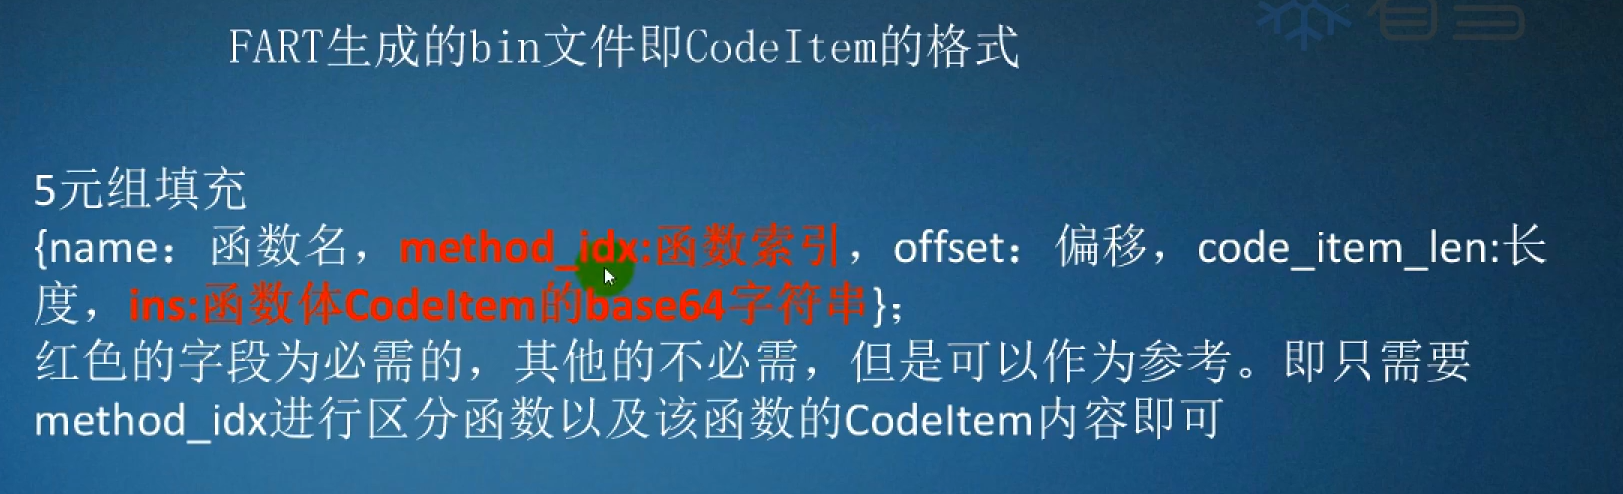 FART生成的bin文件即CodeItem的格式
5元组填充
{name：函数名，method_idx:函数索引，offset：偏移，code_item_len:长
度，ins:函数体CodeItem的base64字符串}；
红色的字段为必需的，其他的不必需，但是可以作为参考。即只需要
method_idx进行区分函数以及该函数的CodeItem内容即可